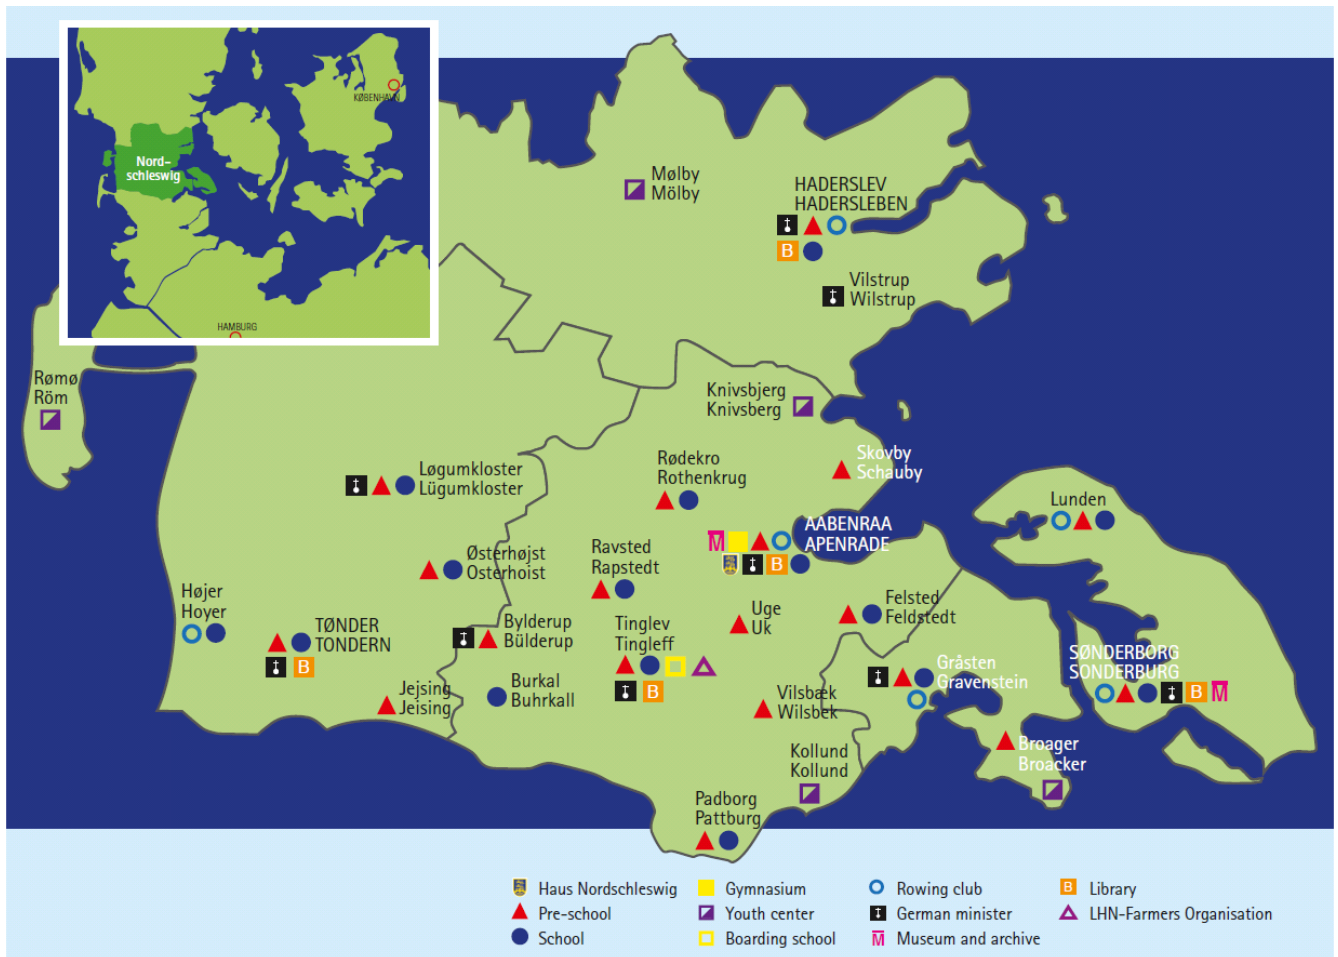 KØBENHAVN
Nord-
schleswig
HAMBURG
Mølby
Mölby
HADERSLEV
HADERSLEBEN
B
Vilstrup
Wilstrup
Rømø
Röm
Knivsbjerg
Knivsberg
Skovby
Schauby
Løgumkloster
Lügumkloster
Rødekro
Rothenkrug
Lunden
AABENRAA
APENRADE
M
B
Østerhøjst
Osterhoist
Ravsted
Rapstedt
Højer
Hoyer
TØNDER
TONDERN
B
Bylderup
Bülderup
Tinglev
Tingleff
B
Uge
Uk
Felsted
Feldstedt
Gråsten
Gravenstein
SØNDERBORG
SONDERBURG
B M
Jejsing
Jeising
Burkal
Buhrkall
Vilsbæk
Wilsbek
Broager
Broacker
Kollund
Kollund
Padborg
Pattburg
Haus Nordschleswig
Gymnasium
Rowing club
B Library
Pre-school
Youth center
German minister
LHN-Farmers Organisation
School
Boarding school
M Museum and archive